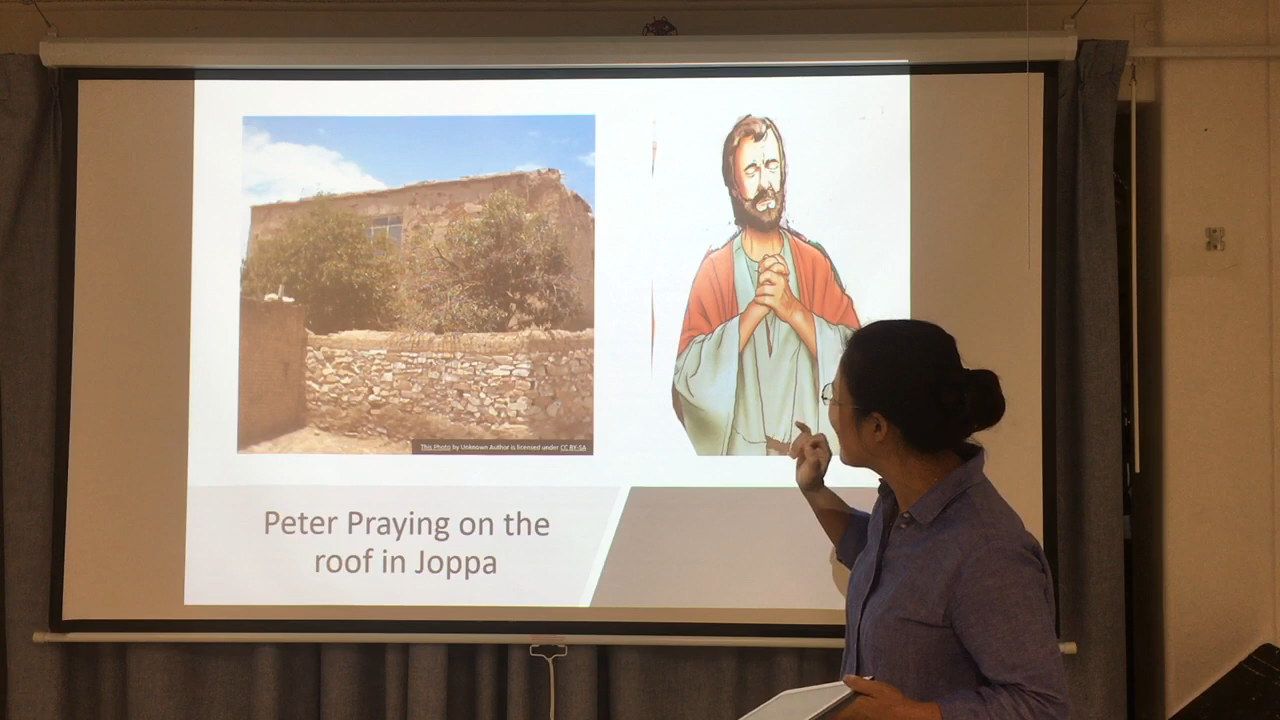 This Photo by Unknown Author is licensed under CC BY-SA
Peter Praying on the
roof in Joppa